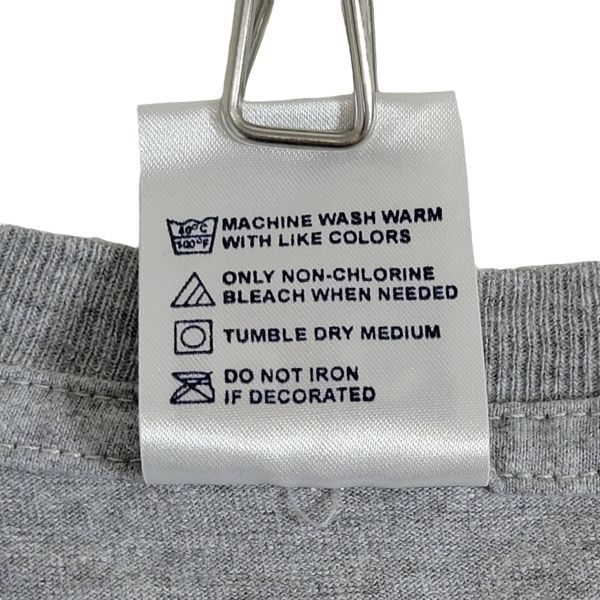 40°C
100°F
MACHINE WASH WARM
WITH LIKE COLORS
ONLY NON-CHLORINE
BLEACH WHEN NEEDED
TUMBLE DRY MEDIUM
DO NOT IRON
IF DECORATED